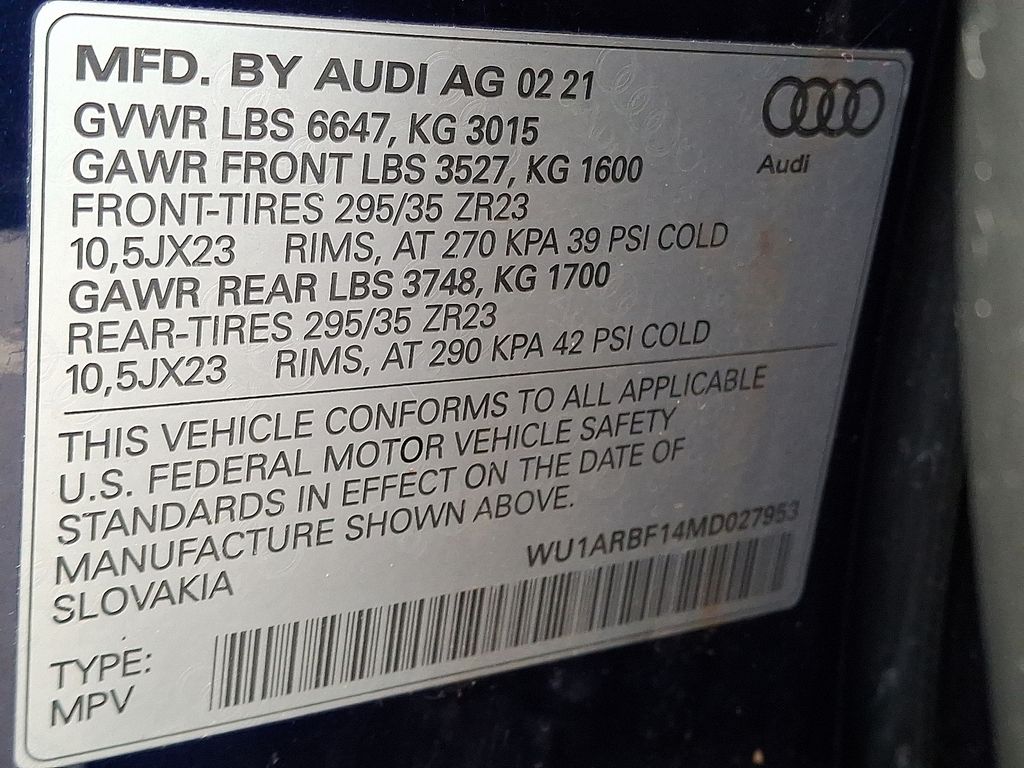 MFD. BY AUDI AG 02 21
GVWR LBS 6647, KG 3015
GAWR FRONT LBS 3527, KG 1600
FRONT-TIRES 295/35 ZR23
10,5JX23 RIMS, AT 270 KPA 39 PSI COLD
GAWR REAR LBS 3748, KG 1700
REAR-TIRES 295/35 ZR23
10,5JX23 RIMS, AT 290 KPA 42 PSI COLD
Audi
THIS VEHICLE CONFORMS TO ALL APPLICABLE
U.S. FEDERAL MOTOR VEHICLE SAFETY
STANDARDS IN EFFECT ON THE DATE OF
MANUFACTURE SHOWN ABOVE.
SLOVAKIA
WU1ARBF14MD027953
TYPE:
MPV